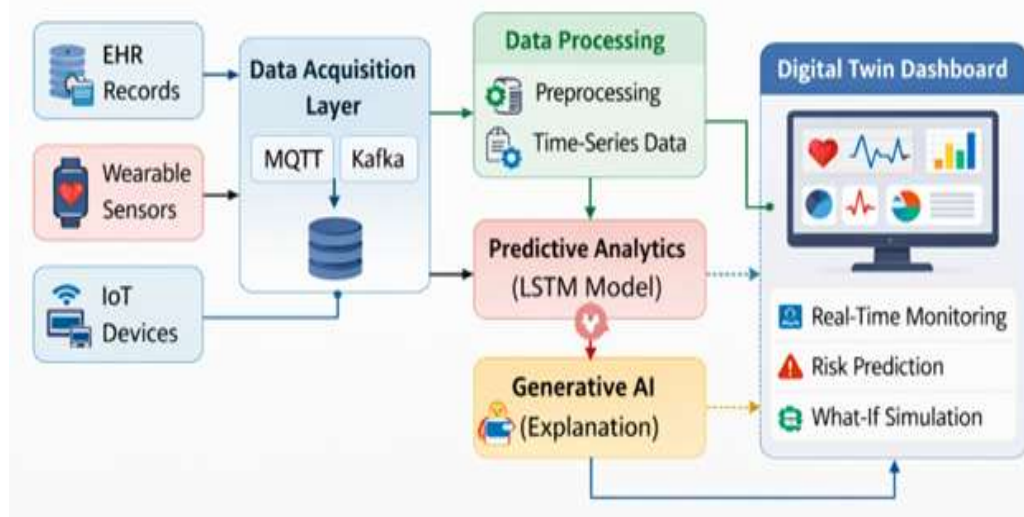 EHR
Records
Wearable
Sensors
IoT
Devices
Data Acquisition
Layer
MQTT
Kafka
Data Processing
Preprocessing
Time-Series Data
Predictive Analytics
(LSTM Model)
Generative AI
(Explanation)
Digital Twin Dashboard
Real-Time Monitoring
Risk Prediction
What-If Simulation